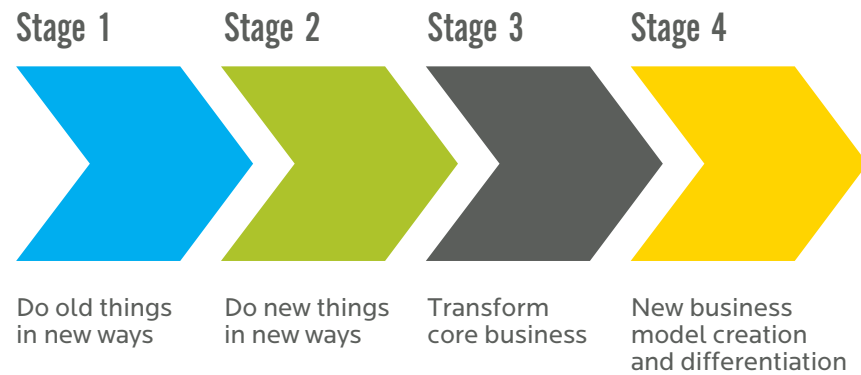 Stage 1
Stage 2
Stage 3
Stage 4
Do old things
in new ways
Do new things
in new ways
Transform
core business
New business
model creation
and differentiation